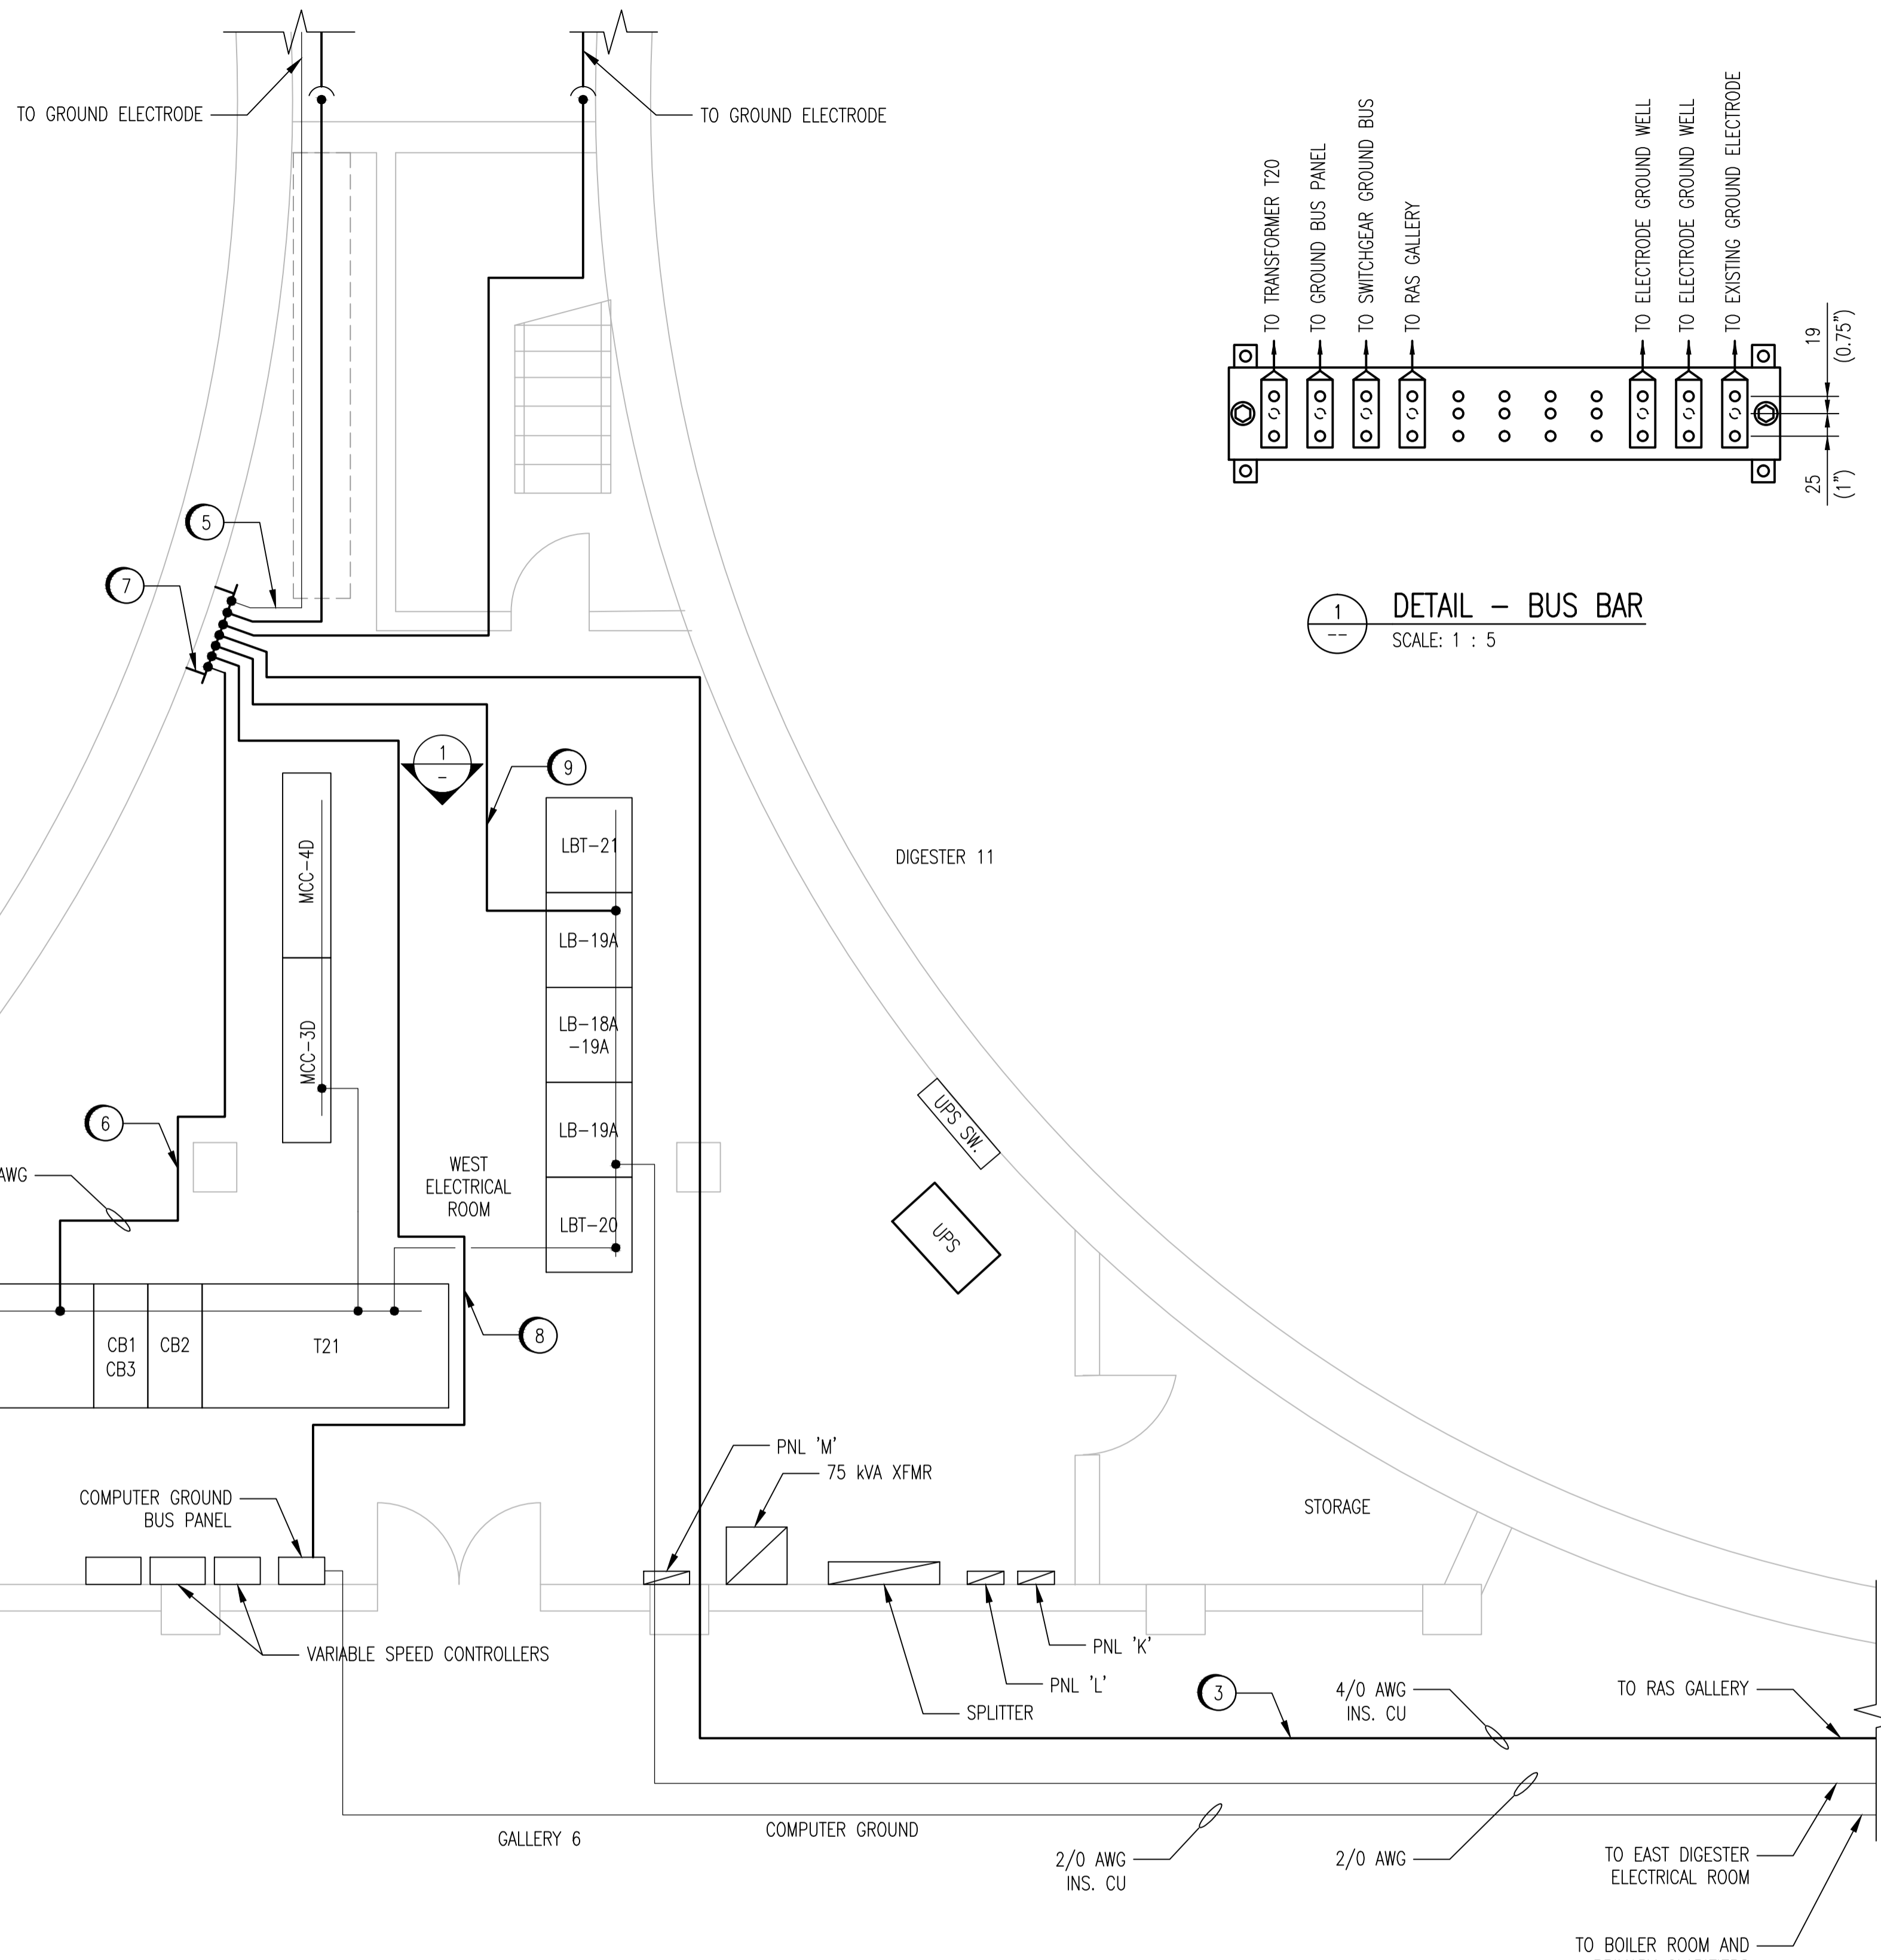 TO GROUND ELECTRODE
TO GROUND ELECTRODE
TO TRANSFORMER T20
TO GROUND BUS PANEL
TO SWITCHGEAR GROUND BUS
TO RAS GALLERY
TO ELECTRODE GROUND WELL
TO ELECTRODE GROUND WELL
TO EXISTING GROUND ELECTRODE
19
(0.75")
25
(1")
1
--
DETAIL - BUS BAR
SCALE: 1 : 5
5
7
1
-
9
MCC-4D
MCC-3D
LBT-21
LB-19A
LB-18A
-19A
LB-19A
LBT-20
DIGESTER 11
UPS SW.
UPS
6
AWG
WEST
ELECTRICAL
ROOM
CB1
CB3
CB2
T21
8
PNL 'M'
75 kVA XFMR
COMPUTER GROUND
BUS PANEL
STORAGE
VARIABLE SPEED CONTROLLERS
PNL 'K'
PNL 'L'
SPLITTER
3
4/0 AWG
INS. CU
TO RAS GALLERY
GALLERY 6
COMPUTER GROUND
2/0 AWG
INS. CU
2/0 AWG
TO EAST DIGESTER
ELECTRICAL ROOM
TO BOILER ROOM AND